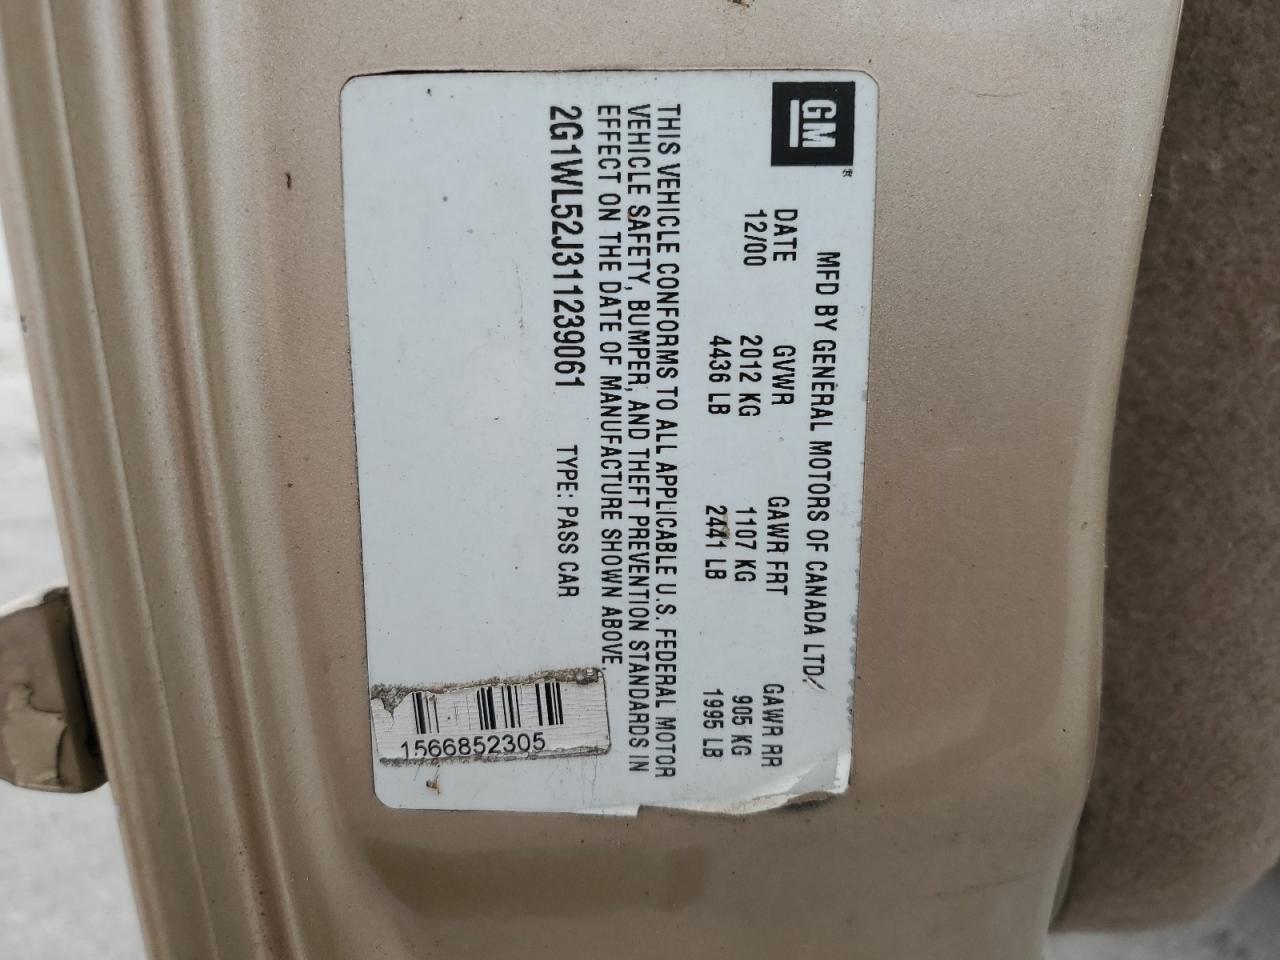 GM
MFD BY GENERAL MOTORS OF CANADA LTD
DATE GVWR GAWR FRT GAWR RR
12/00 2012 KG 1107 KG 905 KG
4436 LB 2441 LB 1995 LB
THIS VEHICLE CONFORMS TO ALL APPLICABLE U.S. FEDERAL MOTOR
VEHICLE SAFETY, BUMPER, AND THEFT PREVENTION STANDARDS IN
EFFECT ON THE DATE OF MANUFACTURE SHOWN ABOVE.
2G1WL52J311239061 TYPE: PASS CAR
1566852305